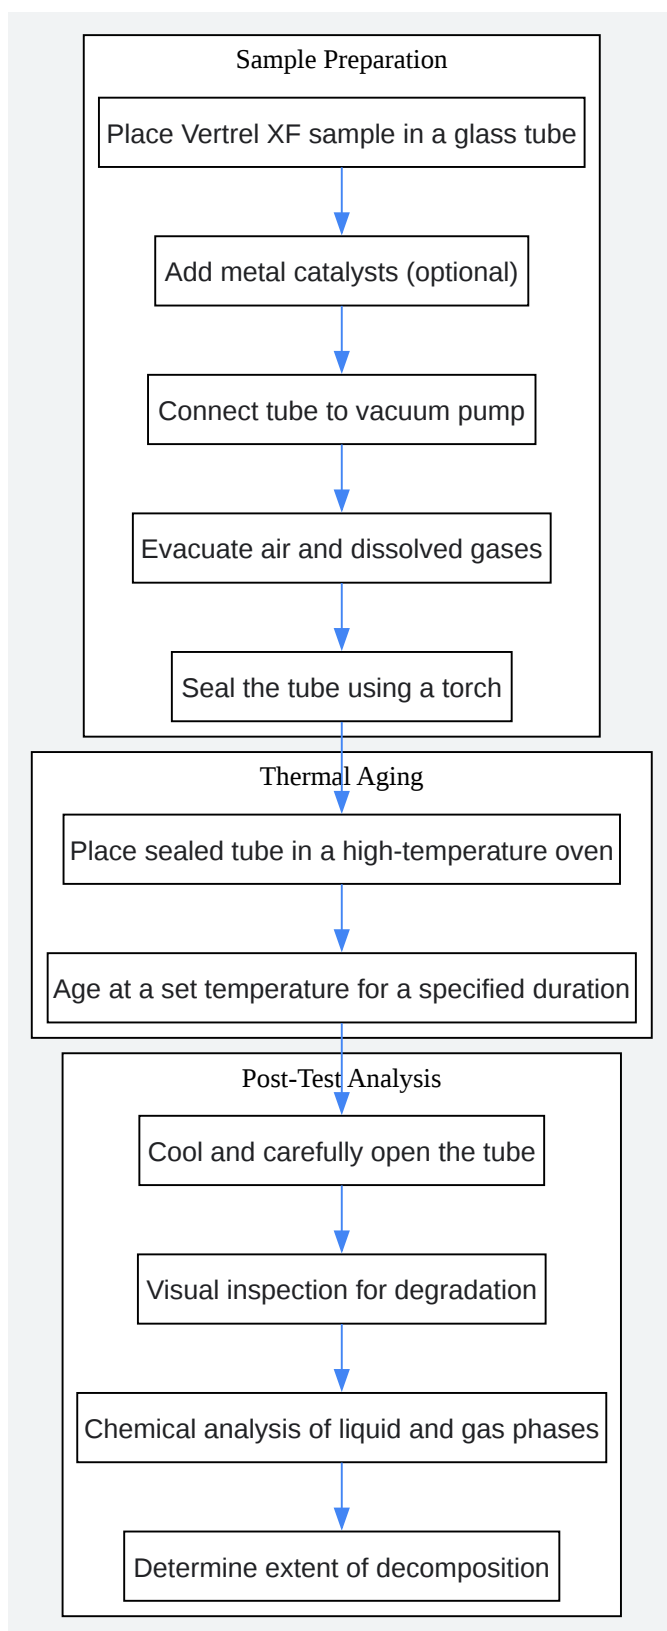 Sample Preparation
Place Vertrel XF sample in a glass tube
Add metal catalysts (optional)
Connect tube to vacuum pump
Evacuate air and dissolved gases
Seal the tube using a torch
Thermal Aging
Place sealed tube in a high-temperature oven
Age at a set temperature for a specified duration
Post-Test Analysis
Cool and carefully open the tube
Visual inspection for degradation
Chemical analysis of liquid and gas phases
Determine extent of decomposition